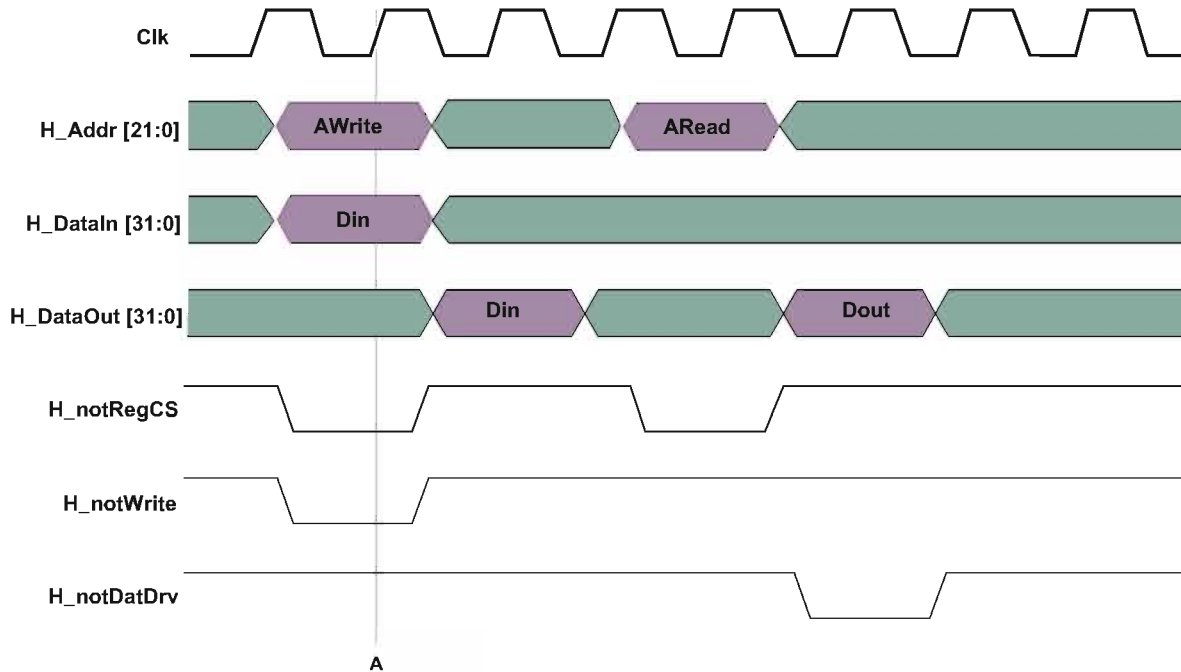 Clk
H_Addr [21:0]
AWrite
ARead
H_DataIn [31:0]
Din
H_DataOut [31:0]
Din
Dout
H_notRegCS
H_notWrite
H_notDatDrv
A